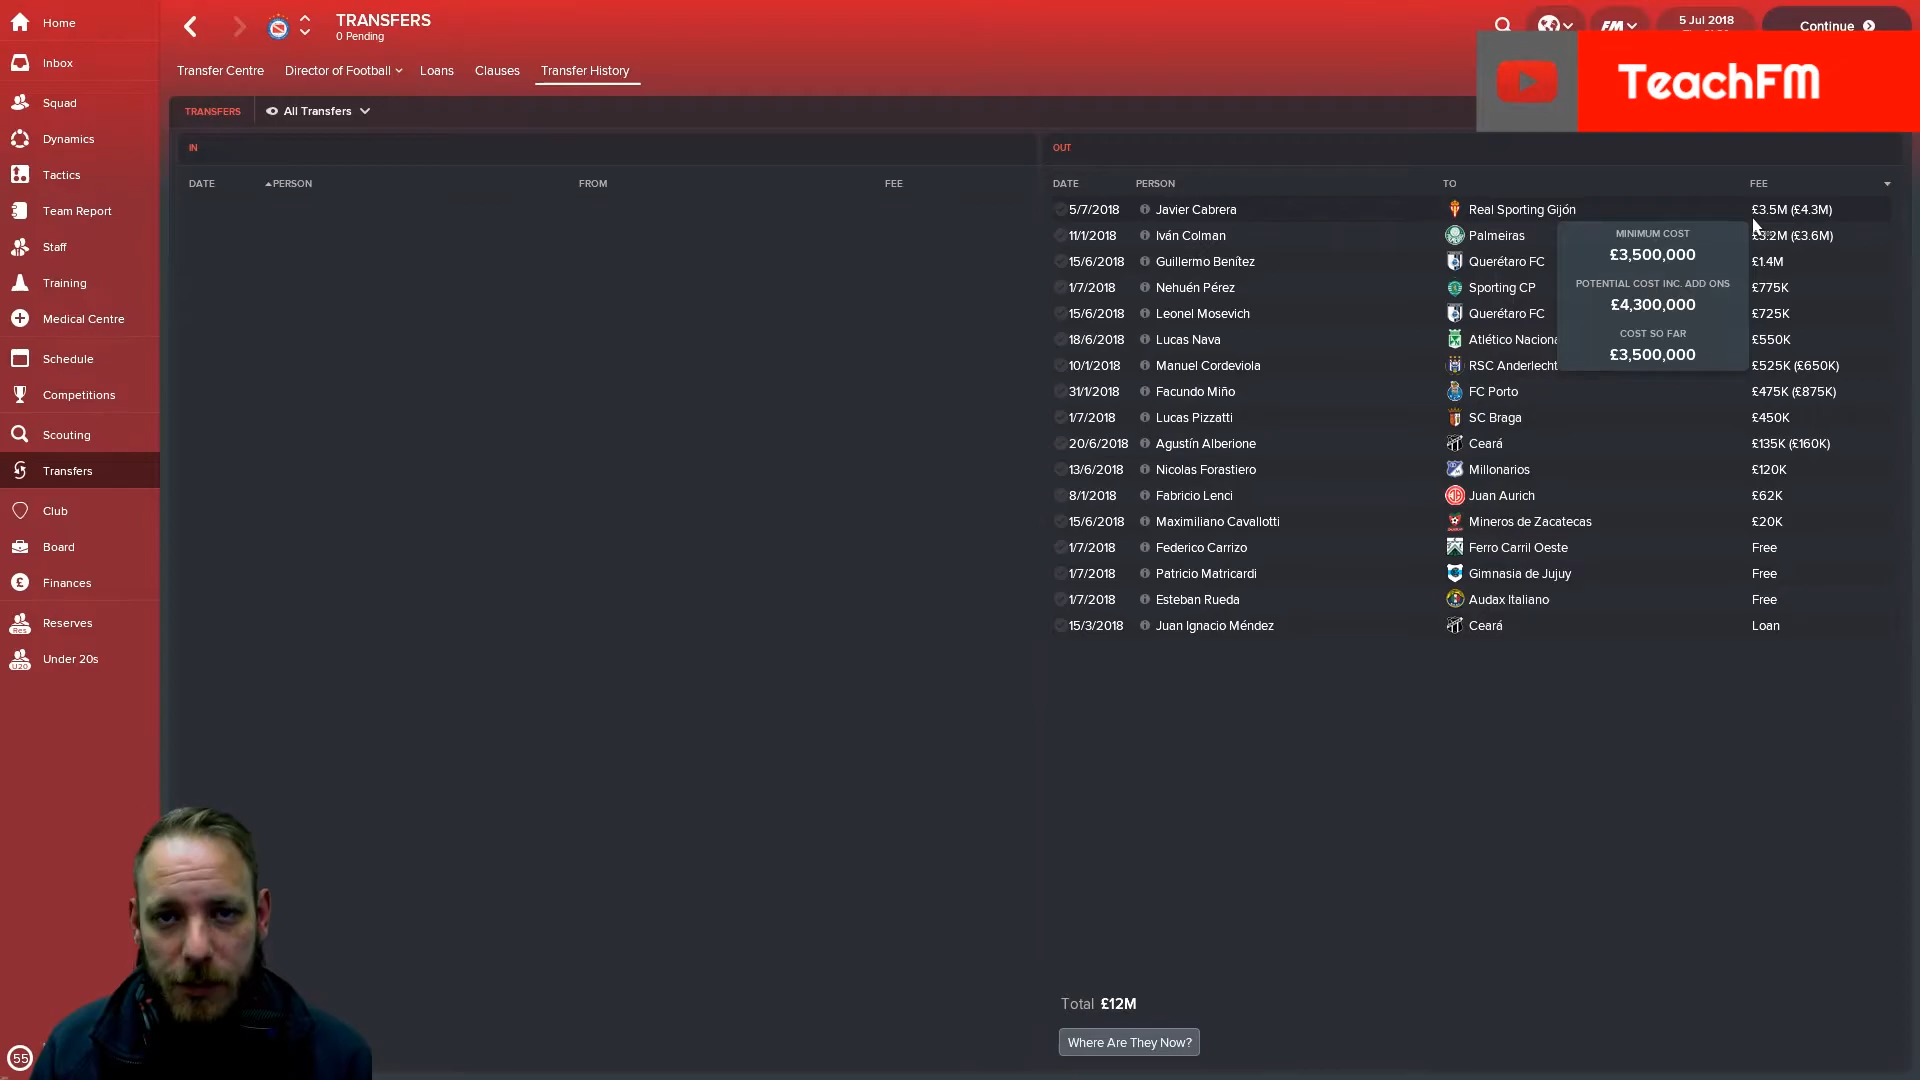 Home
Inbox
Squad
Dynamics
Tactics
Team Report
Staff
Training
Medical Centre
Schedule
Competitions
Scouting
Transfers
Club
Board
Finances
Res
Reserves
U20
Under 20s
55
TRANSFERS
0 Pending
FM
5 Jul 2018
Continue
TeachFM
Transfer Centre
Director of Football
Loans
Clauses
Transfer History
TRANSFERS
All Transfers
IN
DATE PERSON FROM FEE
OUT
DATE PERSON TO FEE
5/7/2018 Javier Cabrera Real Sporting Gijón £3.5M (£4.3M)
11/1/2018 Iván Colman Palmeiras £3.2M (£3.6M)
15/6/2018 Guillermo Benítez Querétaro FC £1.4M
1/7/2018 Nehuén Pérez Sporting CP £775K
15/6/2018 Leonel Mosevich Querétaro FC £725K
18/6/2018 Lucas Nava Atlético Naciona £550K
10/1/2018 Manuel Cordeviola RSC Anderlecht £525K (£650K)
31/1/2018 Facundo Miño FC Porto £475K (£875K)
1/7/2018 Lucas Pizzatti SC Braga £450K
20/6/2018 Agustín Alberione Ceará £135K (£160K)
13/6/2018 Nicolas Forastiero Millonarios £120K
8/1/2018 Fabricio Lenci Juan Aurich £62K
15/6/2018 Maximiliano Cavallotti Mineros de Zacatecas £20K
1/7/2018 Federico Carrizo Ferro Carril Oeste Free
1/7/2018 Patricio Matricardi Gimnasia de Jujuy Free
1/7/2018 Esteban Rueda Audax Italiano Free
15/3/2018 Juan Ignacio Méndez Ceará Loan
MINIMUM COST
£3,500,000
POTENTIAL COST INC. ADD ONS
£4,300,000
COST SO FAR
£3,500,000
Total £12M
Where Are They Now?